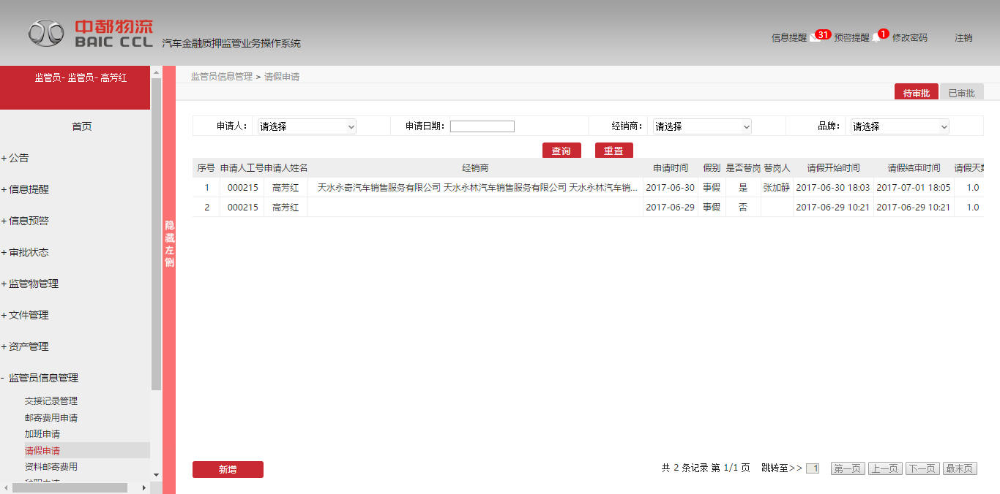 中都物流
BAIC CCL
汽车金融质押监管业务操作系统
信息提醒 31 预警提醒 1 修改密码 注销
监管员- 监管员- 高芳红
首页
+ 公告
+ 信息提醒
+ 信息预警
+ 审批状态
+ 监管物管理
+ 文件管理
+ 资产管理
- 监管员信息管理
交接记录管理
邮寄费用申请
加班申请
请假申请
资料邮寄费用
隐藏左侧
监管员信息管理 > 请假申请
待审批 已审批
申请人: 请选择 申请日期: 经销商: 请选择 品牌: 请选择
查询 重置
序号 申请人工号 申请人姓名 经销商 申请时间 假别 是否替岗 替岗人 请假开始时间 请假结束时间 请假天数
1 000215 高芳红 天水永奇汽车销售服务有限公司 天水永林汽车销售服务有限公司 天水永林汽车销... 2017-06-30 事假 是 张加静 2017-06-30 18:03 2017-07-01 18:05 1.0
2 000215 高芳红 2017-06-29 事假 否 2017-06-29 10:21 2017-06-29 10:21 1.0
新增
共 2 条记录 第 1/1 页 跳转至>> 1 第一页 上一页 下一页 最末页